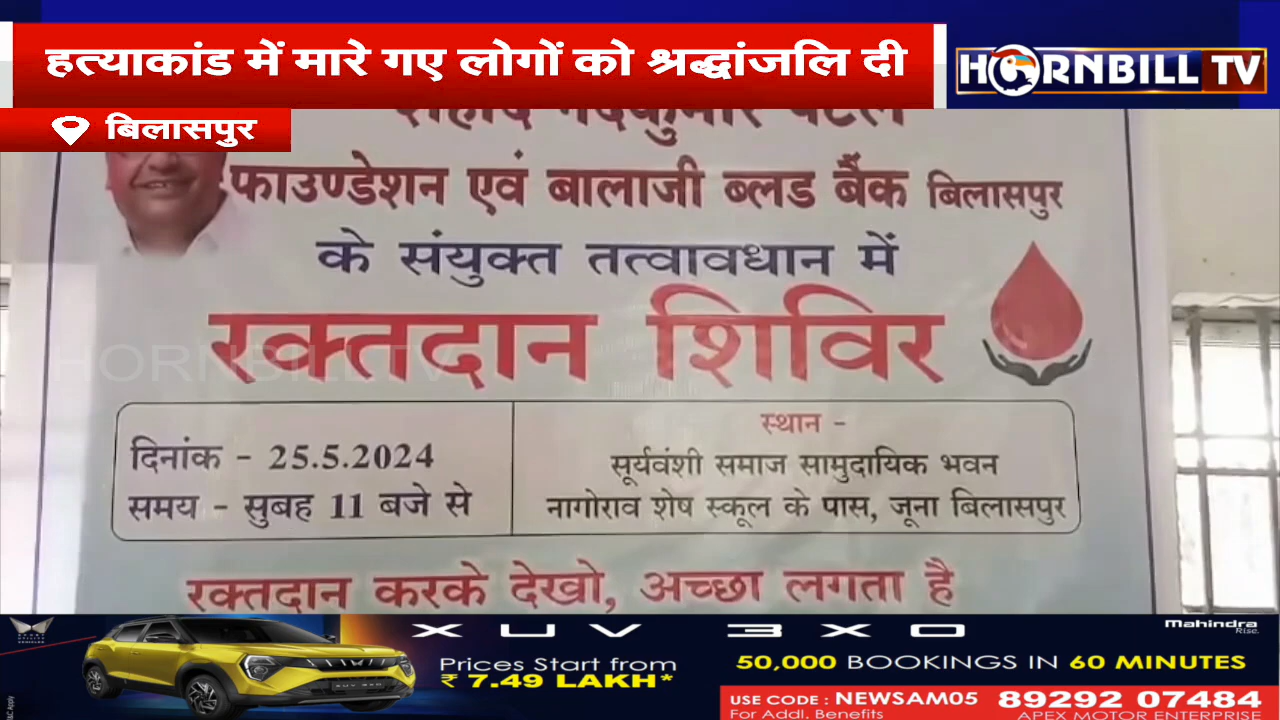 हत्याकांड में मारे गए लोगों को श्रद्धांजलि दी
HORNBILL TV
बिलासपुर
फाउण्डेशन एवं बालाजी ब्लड बैंक बिलासपुर
के संयुक्त तत्वावधान में
रक्तदान शिविर
HORNBILL TV
दिनांक - 25.5.2024
समय - सुबह 11 बजे से
स्थान -
सूर्यवंशी समाज सामुदायिक भवन
नागोराव शेष स्कूल के पास, जूना बिलासपुर
रक्तदान करके देखो, अच्छा लगता है
XUV 3XO
Mahindra
Rise.
Prices Start from
₹ 7.49 LAKH*
50,000 BOOKINGS IN 60 MINUTES
USE CODE : NEWSAM05
For Addl. Benefits
89292 07484
APEX MOTOR ENTERPRISE